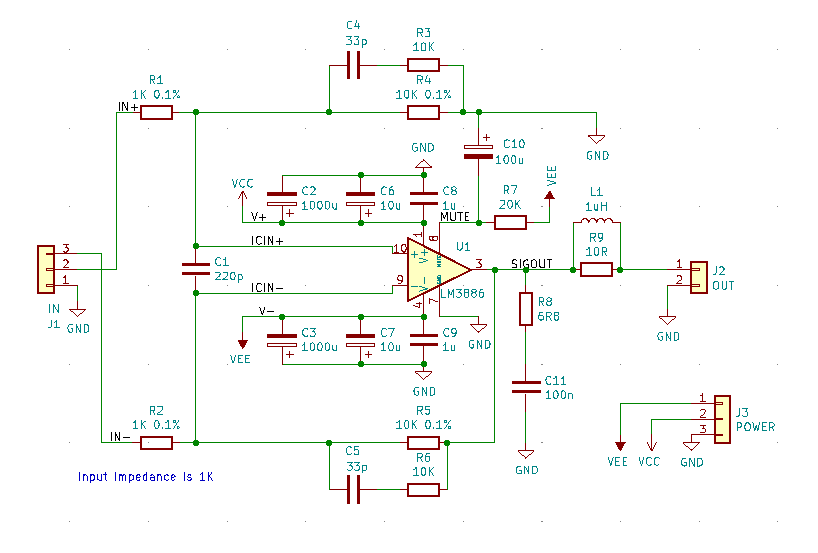 C4
33p
R3
10K
R1
1K 0.1%
R4
10K 0.1%
IN+
C10
100u
GND
GND
VCC
C2
1000u
C6
10u
C8
1u
R7
20K
VEE
L1
1uH
V+
MUTE
R9
10R
ICIN+
10
1
8
V+
U1
3
2
1
IN
J1
GND
C1
220p
3
SIGOUT
1
2
J2
OUT
ICIN-
9
V-
LM3886
4
7
R8
6R8
V-
VEE
C3
1000u
C7
10u
C9
1u
GND
GND
GND
C11
100n
R2
1K 0.1%
R5
10K 0.1%
IN-
C5
33p
R6
10K
GND
1
2
3
J3
POWER
VEE
VCC
GND
Input Impedance is 1K